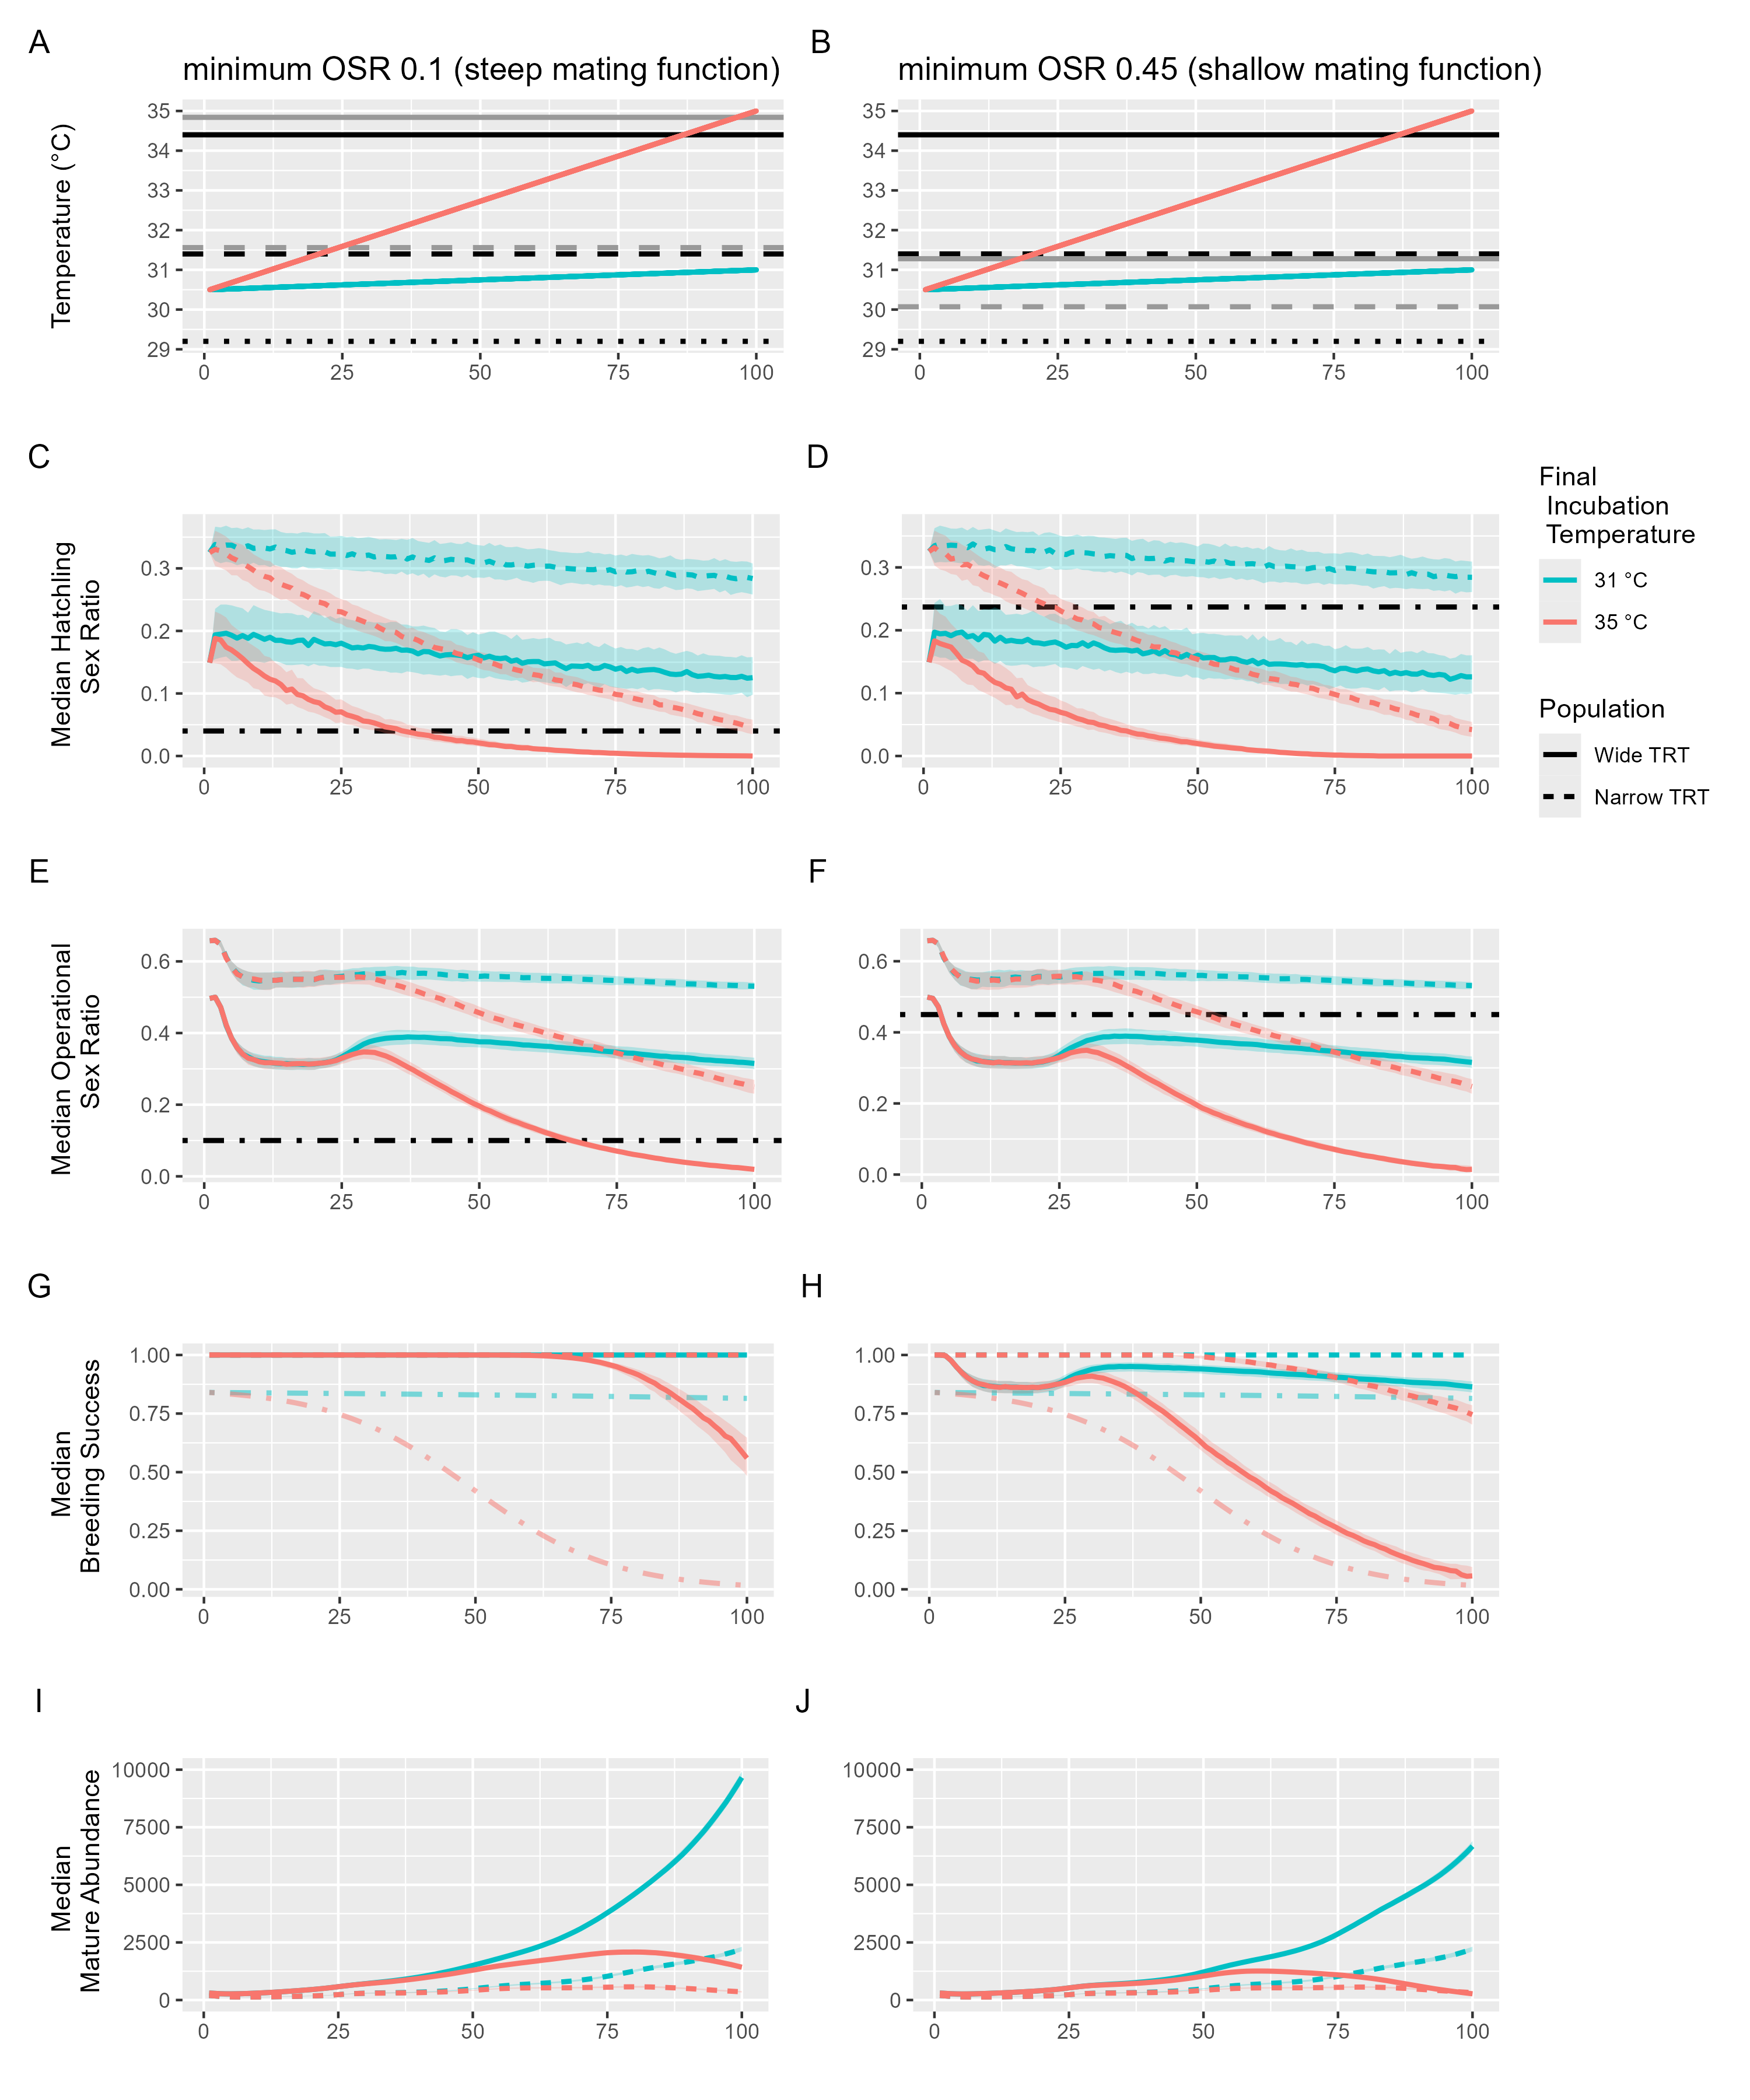 A
B
minimum OSR 0.1 (steep mating function)
minimum OSR 0.45 (shallow mating function)
Temperature (°C)
35
34
33
32
31
30
29
0 25 50 75 100
35
34
33
32
31
30
29
0 25 50 75 100
C
D
Median Hatchling
Sex Ratio
0.3
0.2
0.1
0.0
0 25 50 75 100
0.3
0.2
0.1
0.0
0 25 50 75 100
Final
Incubation
Temperature
31 °C
35 °C
Population
Wide TRT
Narrow TRT
E
F
Median Operational
Sex Ratio
0.6
0.4
0.2
0.0
0 25 50 75 100
0.6
0.4
0.2
0.0
0 25 50 75 100
G
H
Median
Breeding Success
1.00
0.75
0.50
0.25
0.00
0 25 50 75 100
1.00
0.75
0.50
0.25
0.00
0 25 50 75 100
I
J
Median
Mature Abundance
10000
7500
5000
2500
0
0 25 50 75 100
10000
7500
5000
2500
0
0 25 50 75 100